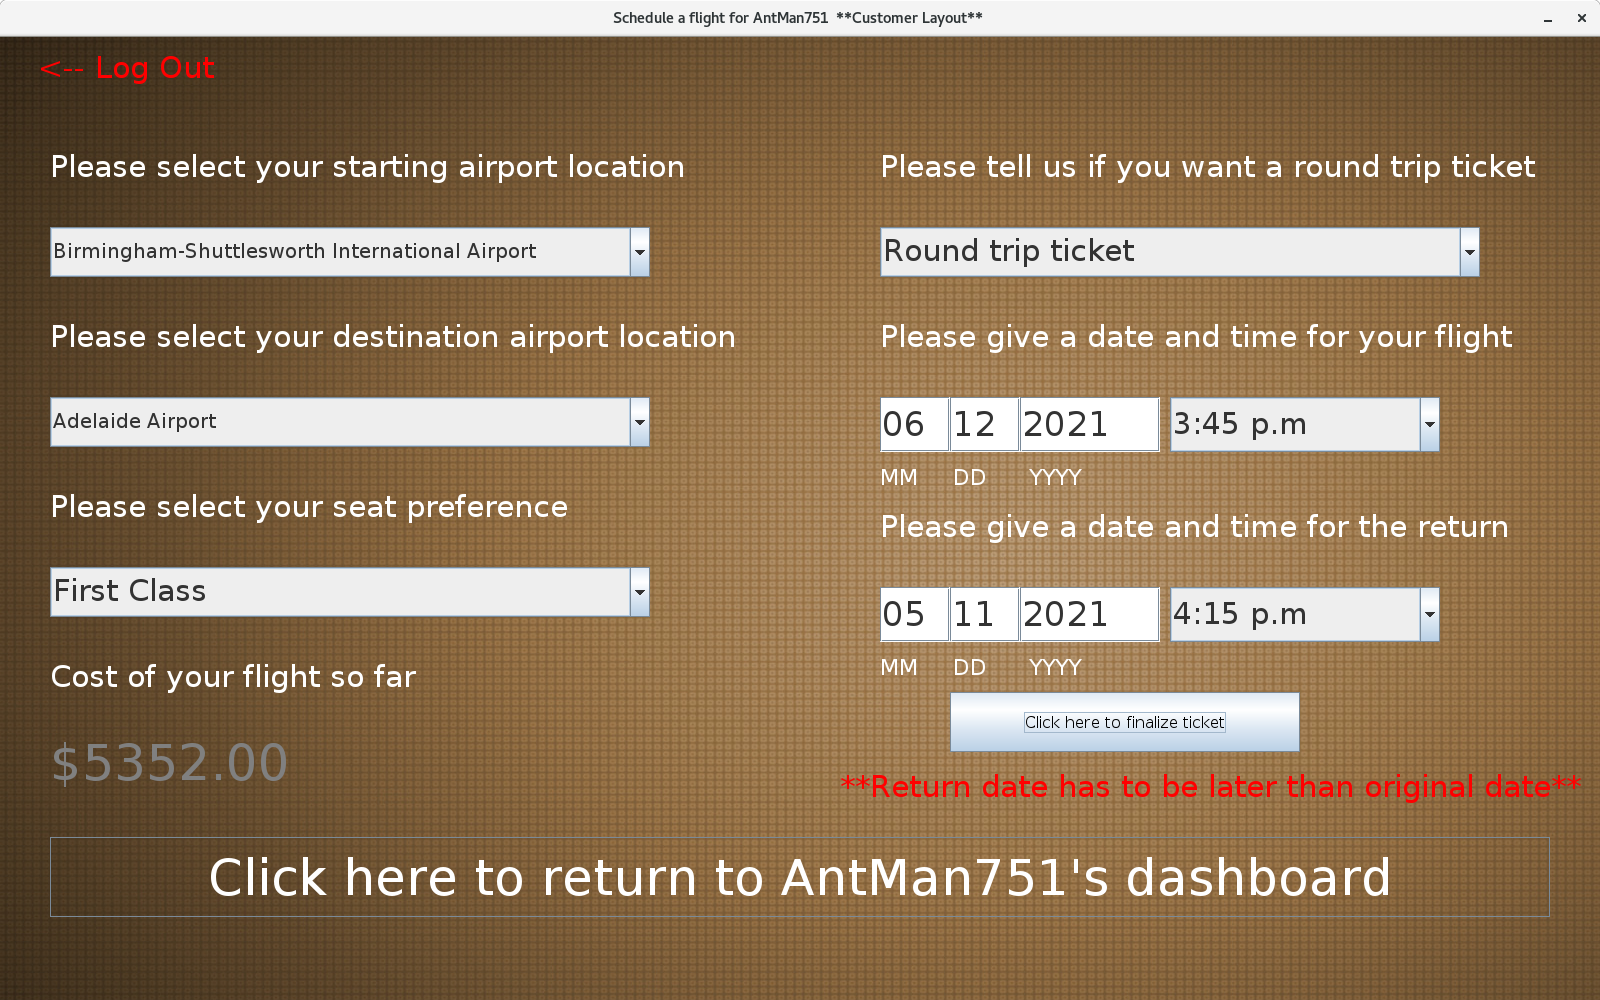 Schedule a flight for AntMan751  **Customer Layout**
<-- Log Out
Please select your starting airport location
Birmingham-Shuttlesworth International Airport
Please select your destination airport location
Adelaide Airport
Please select your seat preference
First Class
Cost of your flight so far
$5352.00
Please tell us if you want a round trip ticket
Round trip ticket
Please give a date and time for your flight
06 12 2021 3:45 p.m
MM DD YYYY
Please give a date and time for the return
05 11 2021 4:15 p.m
MM DD YYYY
Click here to finalize ticket
**Return date has to be later than original date**
Click here to return to AntMan751's dashboard